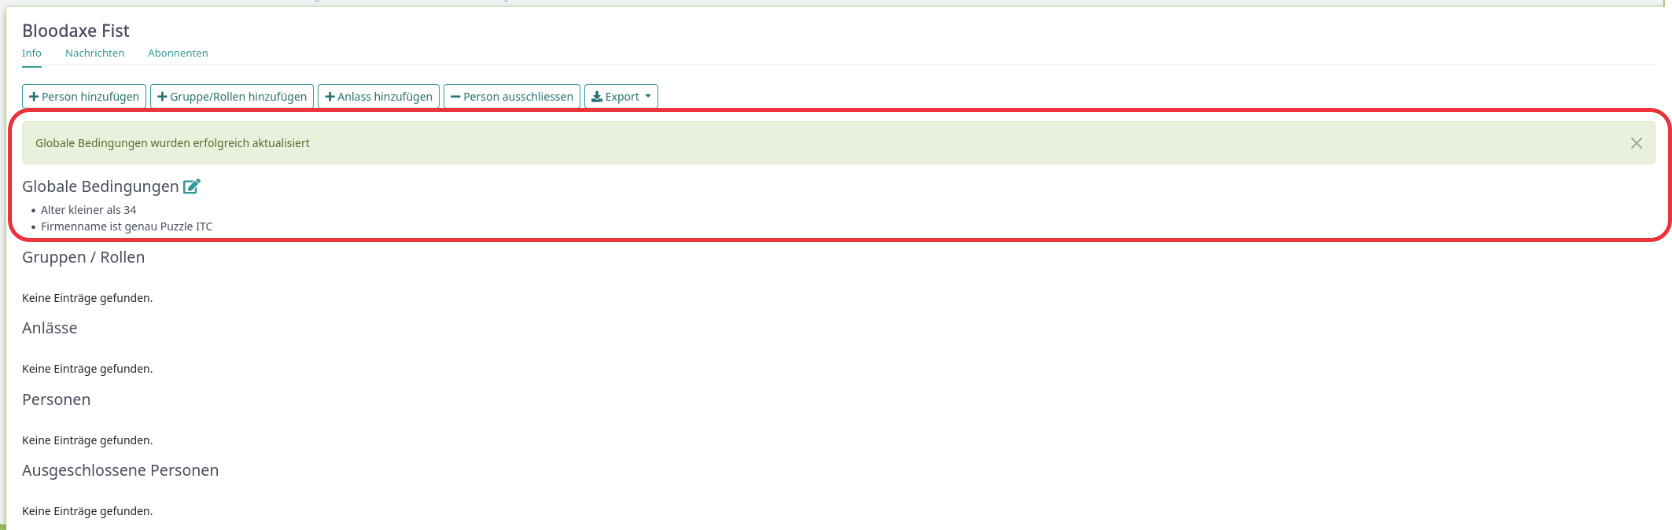 Bloodaxe Fist
Info Nachrichten Abonnenten
Person hinzufügen Gruppe/Rollen hinzufügen Anlass hinzufügen Person ausschliessen Export
Globale Bedingungen wurden erfolgreich aktualisiert
Globale Bedingungen
• Alter kleiner als 34
• Firmenname ist genau Puzzle ITC
Gruppen / Rollen
Keine Einträge gefunden.
Anlässe
Keine Einträge gefunden.
Personen
Keine Einträge gefunden.
Ausgeschlossene Personen
Keine Einträge gefunden.